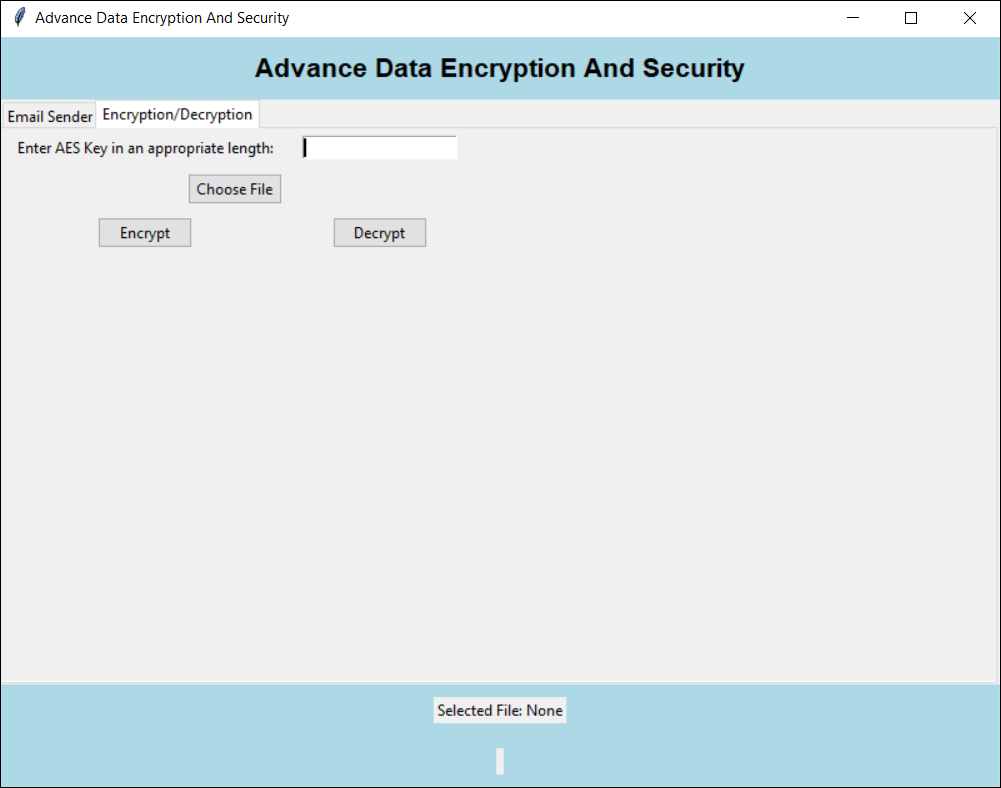 Advance Data Encryption And Security
Advance Data Encryption And Security
Email Sender Encryption/Decryption
Enter AES Key in an appropriate length:
Choose File
Encrypt Decrypt
Selected File: None